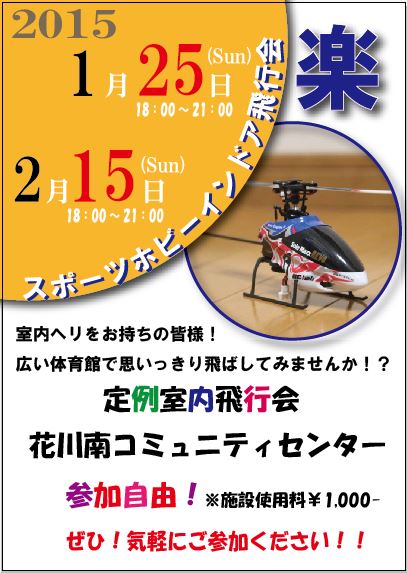 2015
1月25日(Sun)
18：00～21：00
2月15日(Sun)
18：00～21：00
スポーツホビーインドア飛行会
楽
室内ヘリをお持ちの皆様！
広い体育館で思いっきり飛ばしてみませんか！？
定例室内飛行会
花川南コミュニティセンター
参加自由！※施設使用料￥1,000-
ぜひ！気軽にご参加ください！！